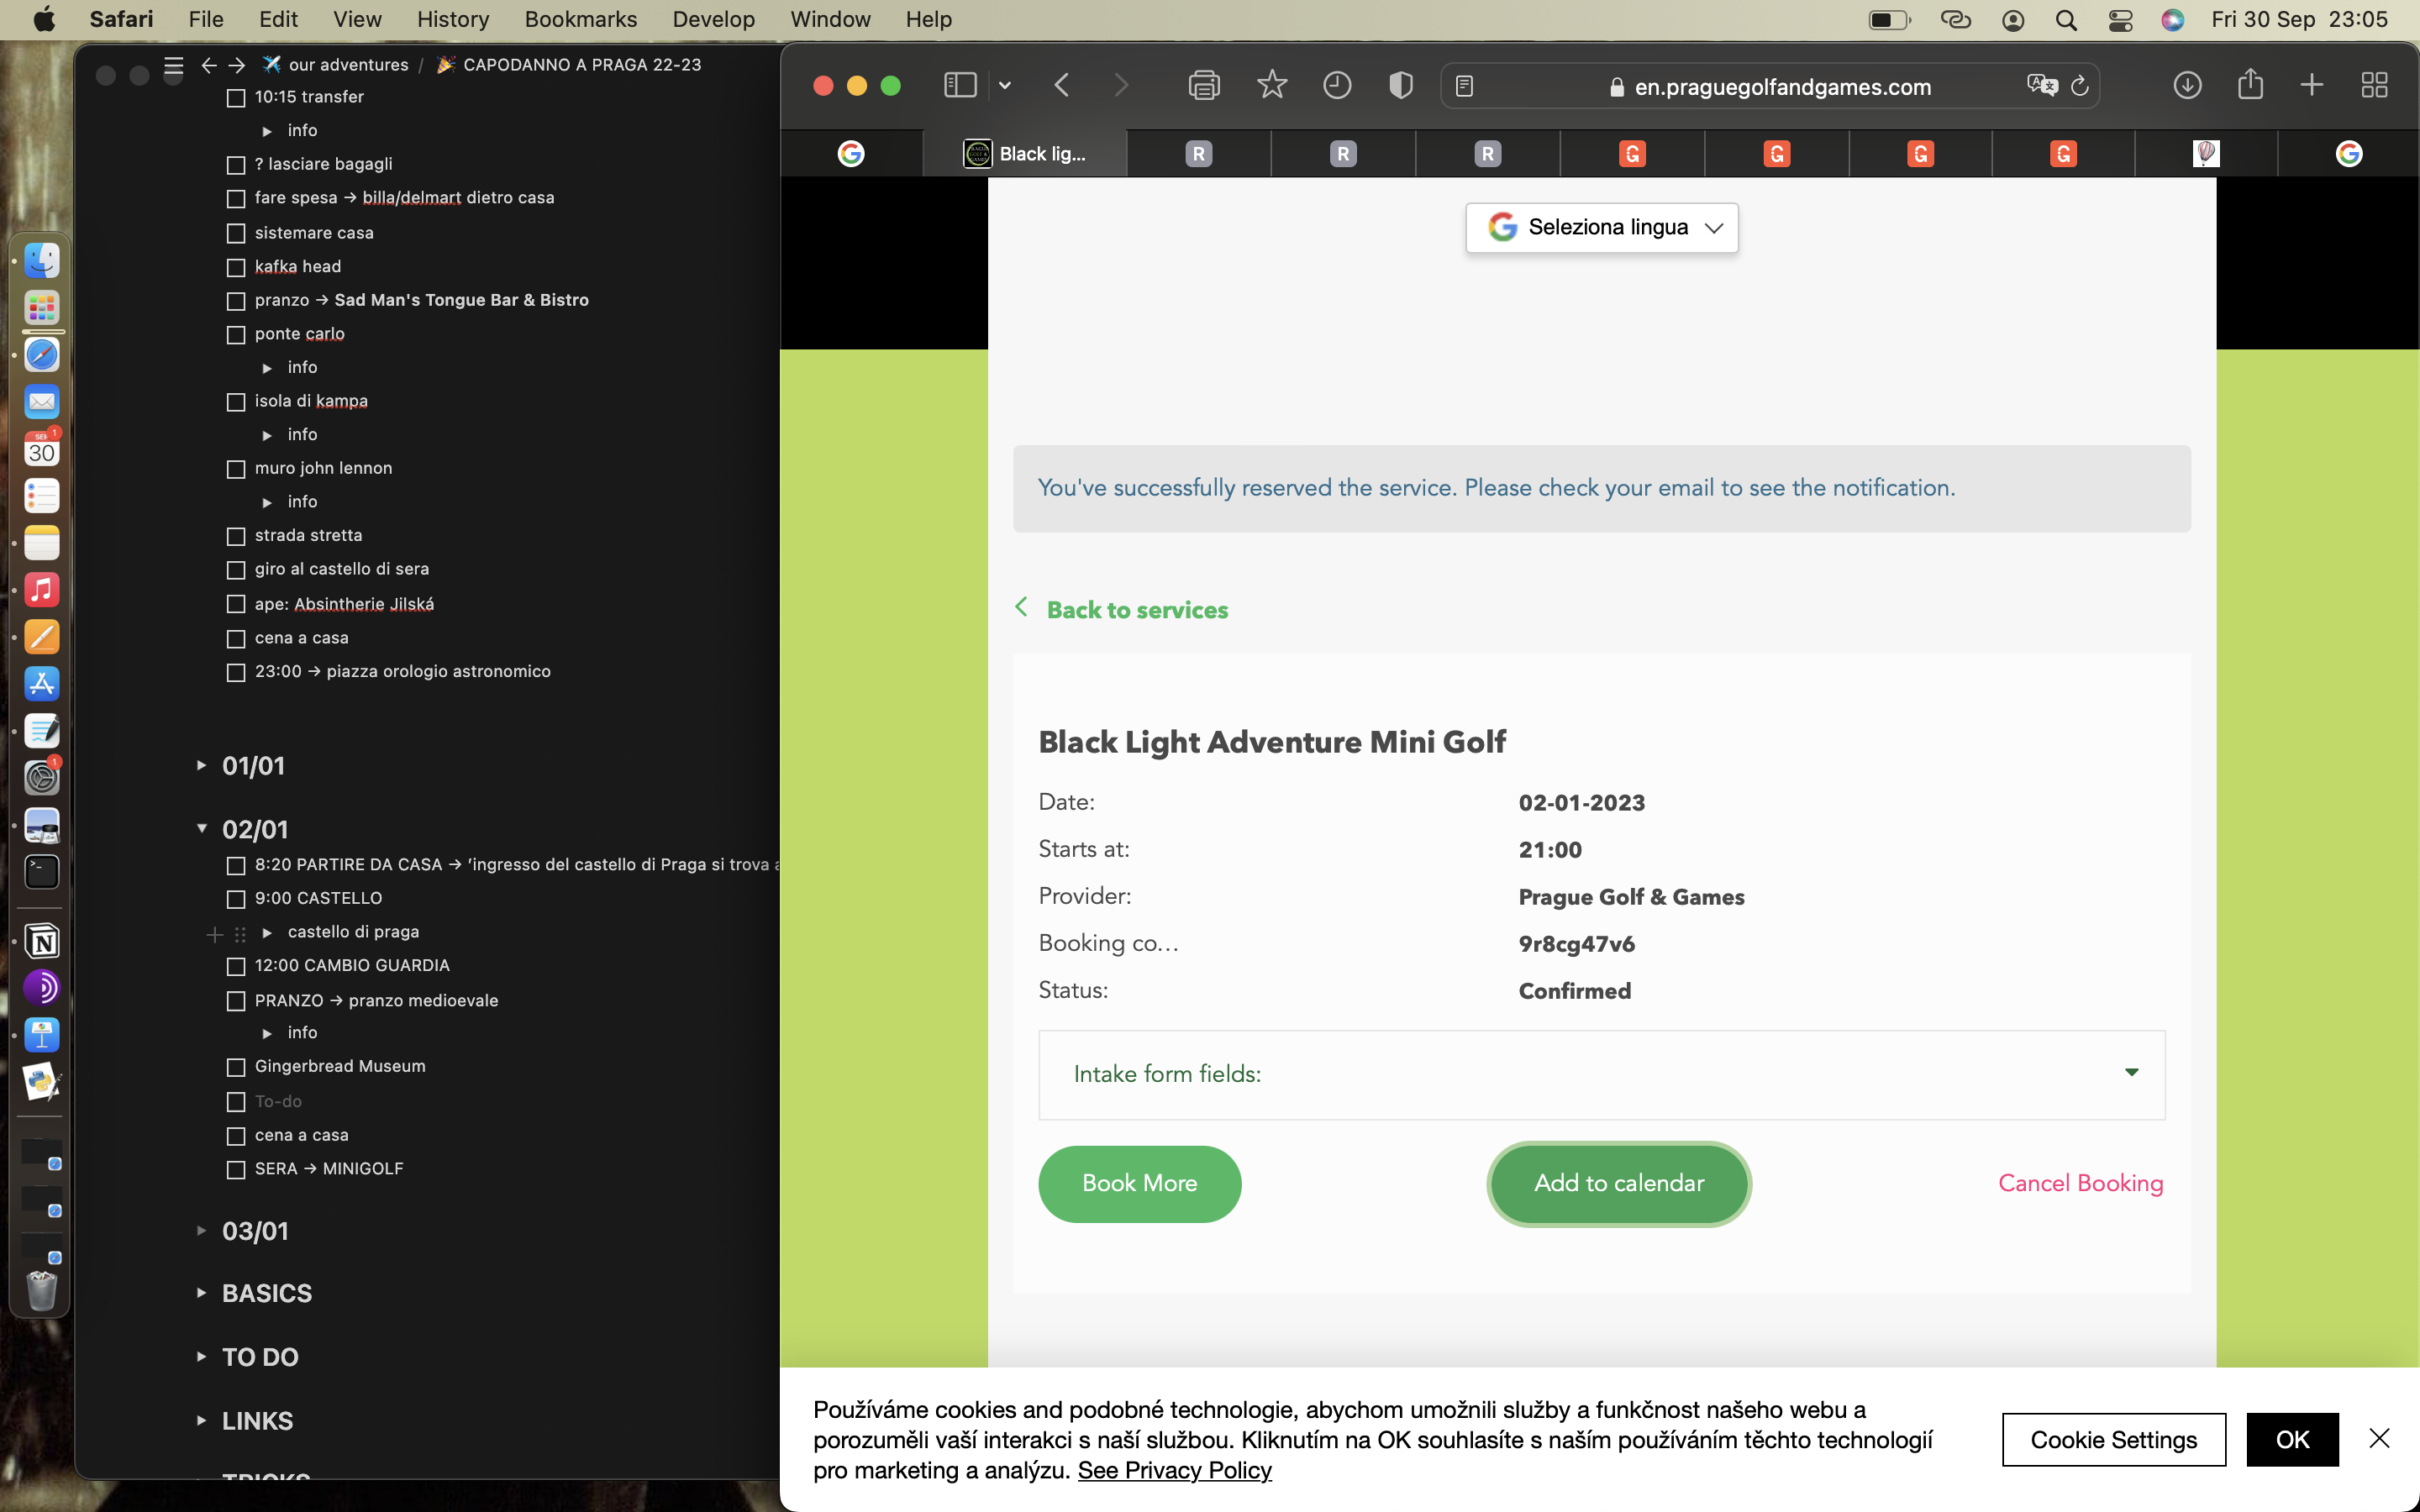 Safari File Edit View History Bookmarks Develop Window Help
Fri 30 Sep 23:05
our adventures / CAPODANNO A PRAGA 22-23
10:15 transfer
info
? lasciare bagagli
fare spesa → billa/delmart dietro casa
sistemare casa
kafka head
pranzo → Sad Man's Tongue Bar & Bistro
ponte carlo
info
isola di kampa
info
muro john lennon
info
strada stretta
giro al castello di sera
ape: Absintherie Jilská
cena a casa
23:00 → piazza orologio astronomico
01/01
02/01
8:20 PARTIRE DA CASA → 'ingresso del castello di Praga si trova a
9:00 CASTELLO
castello di praga
12:00 CAMBIO GUARDIA
PRANZO → pranzo medioevale
info
Gingerbread Museum
To-do
cena a casa
SERA → MINIGOLF
03/01
BASICS
TO DO
LINKS
TRICKS
en.praguegolfandgames.com
Black lig...
R
R
R
G
G
G
G
G
G
Seleziona lingua
You've successfully reserved the service. Please check your email to see the notification.
Back to services
Black Light Adventure Mini Golf
Date: 02-01-2023
Starts at: 21:00
Provider: Prague Golf & Games
Booking co... 9r8cg47v6
Status: Confirmed
Intake form fields:
Book More
Add to calendar
Cancel Booking
Používáme cookies and podobné technologie, abychom umožnili služby a funkčnost našeho webu a
porozuměli vaší interakci s naší službou. Kliknutím na OK souhlasíte s naším používáním těchto technologií
pro marketing a analýzu. See Privacy Policy
Cookie Settings
OK
SEP
30
1
1